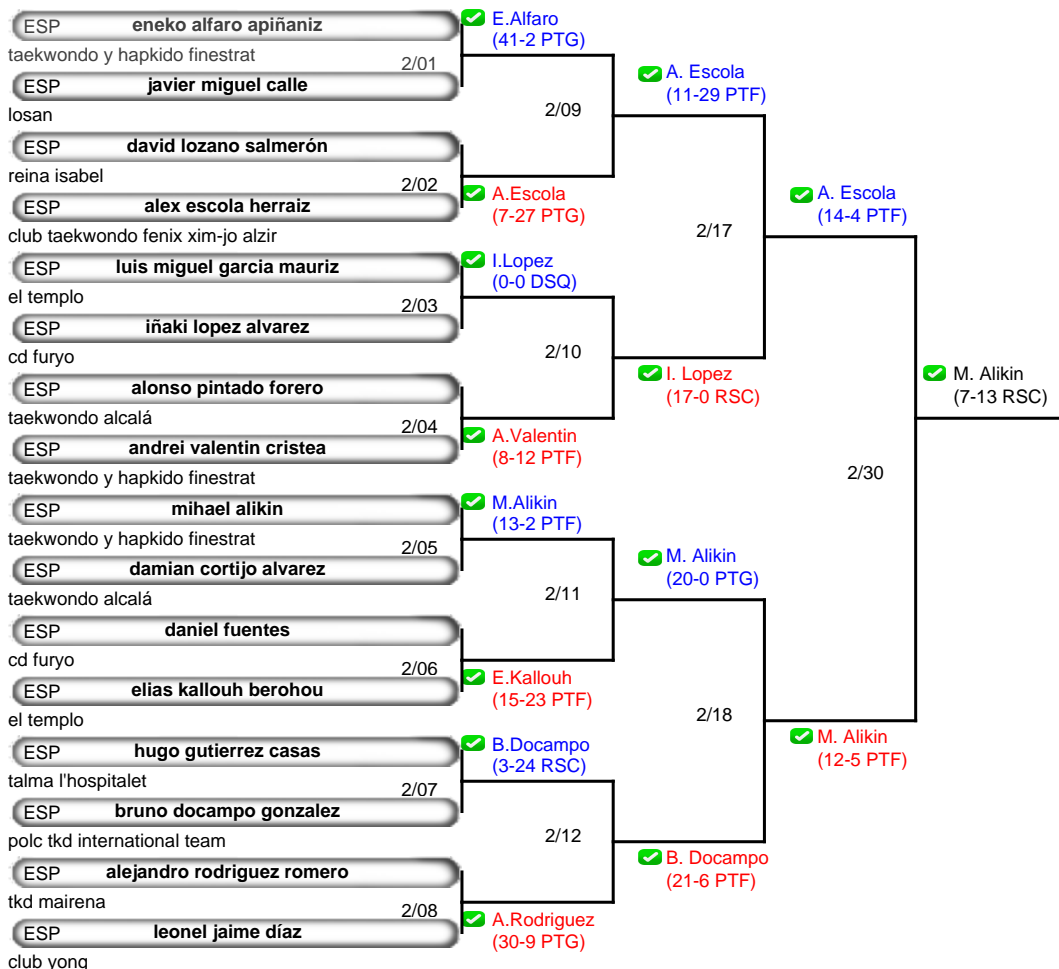 ESP eneko alfaro apiñaniz
taekwondo y hapkido finestrat
2/01
ESP javier miguel calle
losan
ESP david lozano salmerón
reina isabel
2/02
ESP alex escola herraiz
club taekwondo fenix xim-jo alzir
ESP luis miguel garcia mauriz
el templo
2/03
ESP iñaki lopez alvarez
cd furyo
ESP alonso pintado forero
taekwondo alcalá
2/04
ESP andrei valentin cristea
taekwondo y hapkido finestrat
ESP mihael alikin
taekwondo y hapkido finestrat
2/05
ESP damian cortijo alvarez
taekwondo alcalá
ESP daniel fuentes
cd furyo
2/06
ESP elias kallouh berohou
el templo
ESP hugo gutierrez casas
talma l'hospitalet
2/07
ESP bruno docampo gonzalez
polc tkd international team
ESP alejandro rodriguez romero
tkd mairena
2/08
ESP leonel jaime díaz
club yong
E.Alfaro
(41-2 PTG)
2/09
A.Escola
(7-27 PTG)
I.Lopez
(0-0 DSQ)
2/10
A.Valentin
(8-12 PTF)
M.Alikin
(13-2 PTF)
2/11
E.Kallouh
(15-23 PTF)
B.Docampo
(3-24 RSC)
2/12
A.Rodriguez
(30-9 PTG)
A. Escola
(11-29 PTF)
2/17
I. Lopez
(17-0 RSC)
M. Alikin
(20-0 PTG)
2/18
B. Docampo
(21-6 PTF)
A. Escola
(14-4 PTF)
2/30
M. Alikin
(12-5 PTF)
M. Alikin
(7-13 RSC)